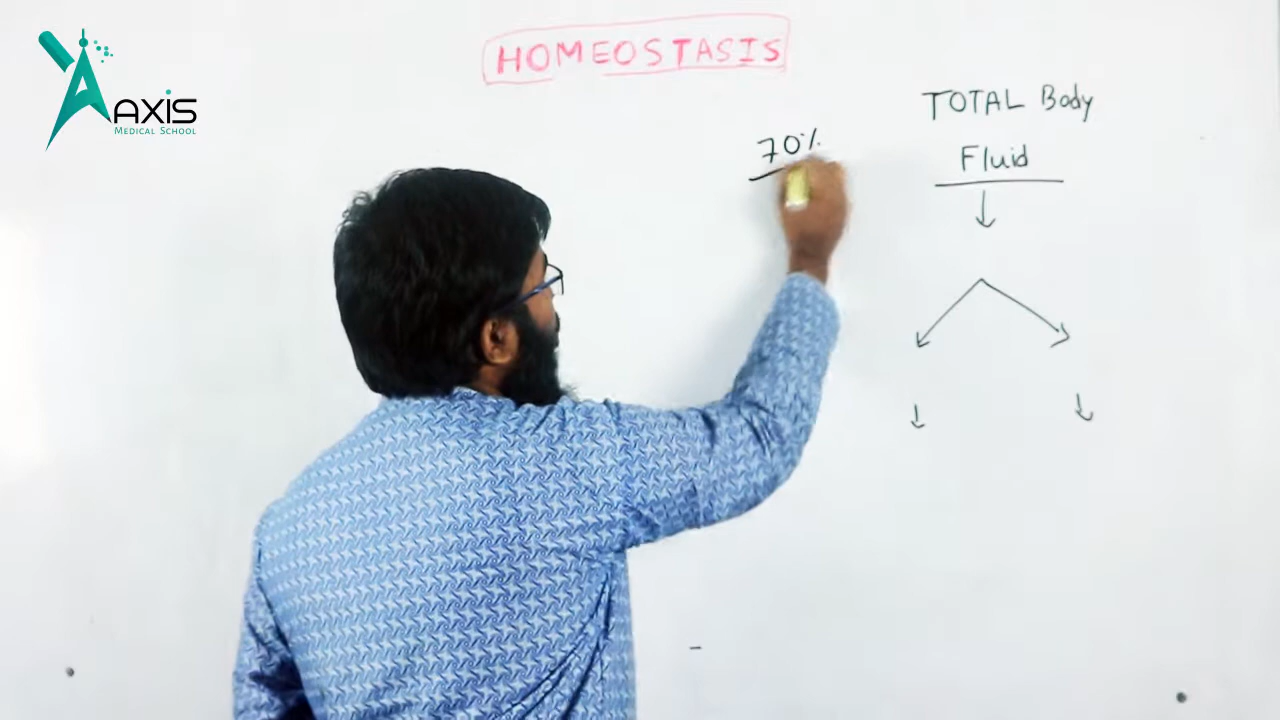 AXIS
MEDICAL SCHOOL
HOMEOSTASIS
TOTAL Body
Fluid
70%